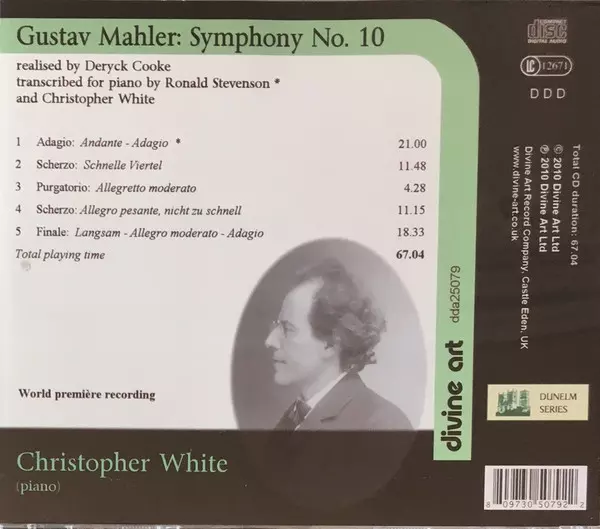 Gustav Mahler: Symphony No. 10
realised by Deryck Cooke
transcribed for piano by Ronald Stevenson *
and Christopher White
1 Adagio: Andante - Adagio * 21.00
2 Scherzo: Schnelle Viertel 11.48
3 Purgatorio: Allegretto moderato 4.28
4 Scherzo: Allegro pesante, nicht zu schnell 11.15
5 Finale: Langsam - Allegro moderato - Adagio 18.33
Total playing time 67.04
World première recording
Christopher White
(piano)
divine art
dda25079
COMPACT
disc
DIGITAL AUDIO
LC 12671
DDD
Total CD duration: 67.04
© 2010 Divine Art Ltd
℗ 2010 Divine Art Ltd
Divine Art Record Company, Castle Eden, UK
www.divine-art.co.uk
DUNELM
SERIES
8 09730 50792 2